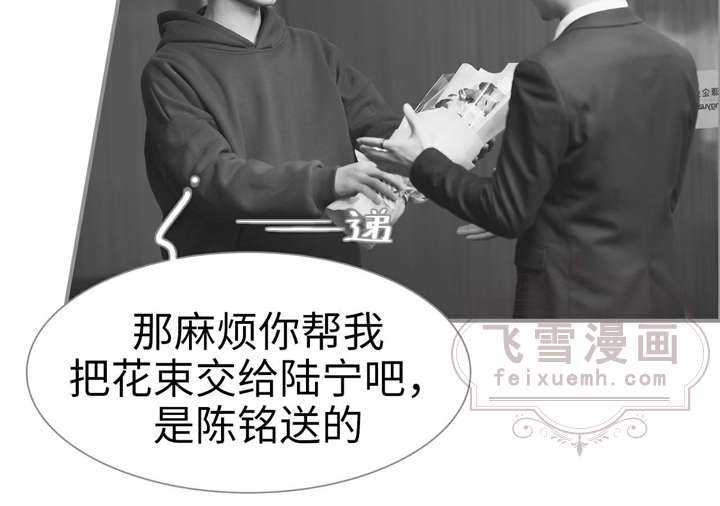 ——递
那麻烦你帮我
把花束交给陆宁吧，
是陈铭送的
飞雪漫画
feixuemh.com